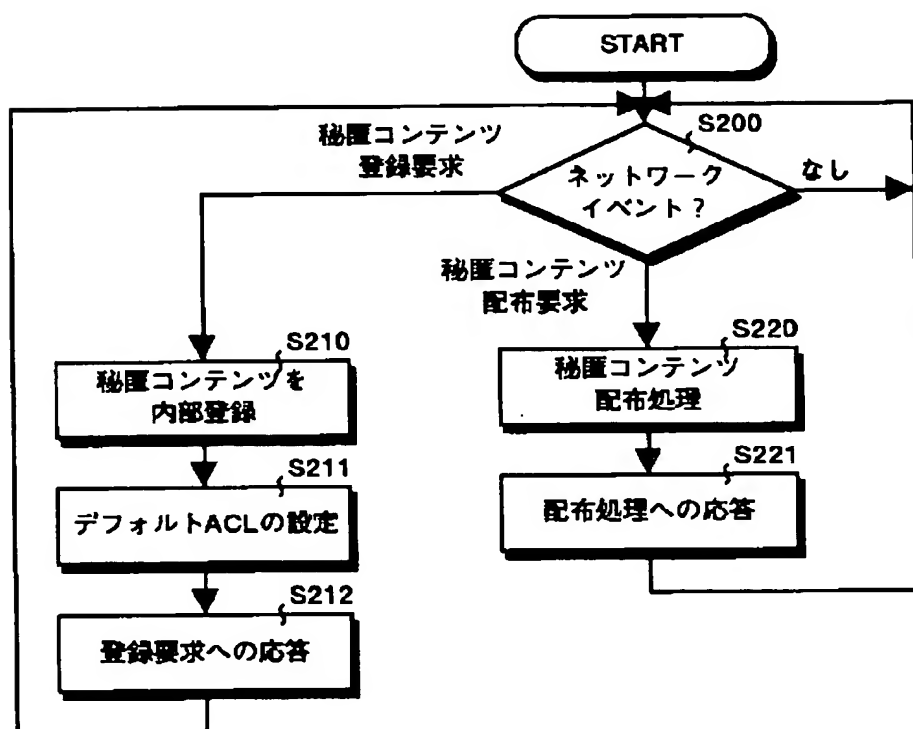 START
S200
秘匿コンテンツ
登録要求
ネットワーク
イベント？
なし
秘匿コンテンツ
配布要求
S210
秘匿コンテンツを
内部登録
S220
秘匿コンテンツ
配布処理
S211
デフォルトACLの設定
S221
配布処理への応答
S212
登録要求への応答